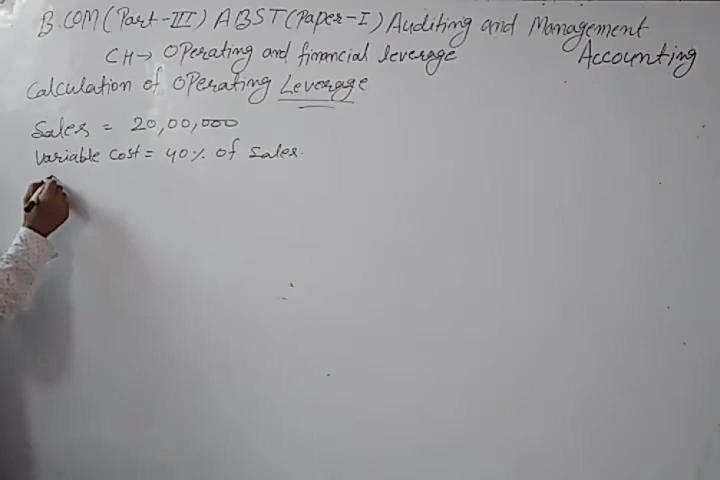 B.COM (Part-III) ABST (Paper-I) Auditing and Management Accounting
CH→ Operating and financial leverage
Calculation of Operating Leverage
Sales = 20,00,000
Variable Cost = 40% of Sales.